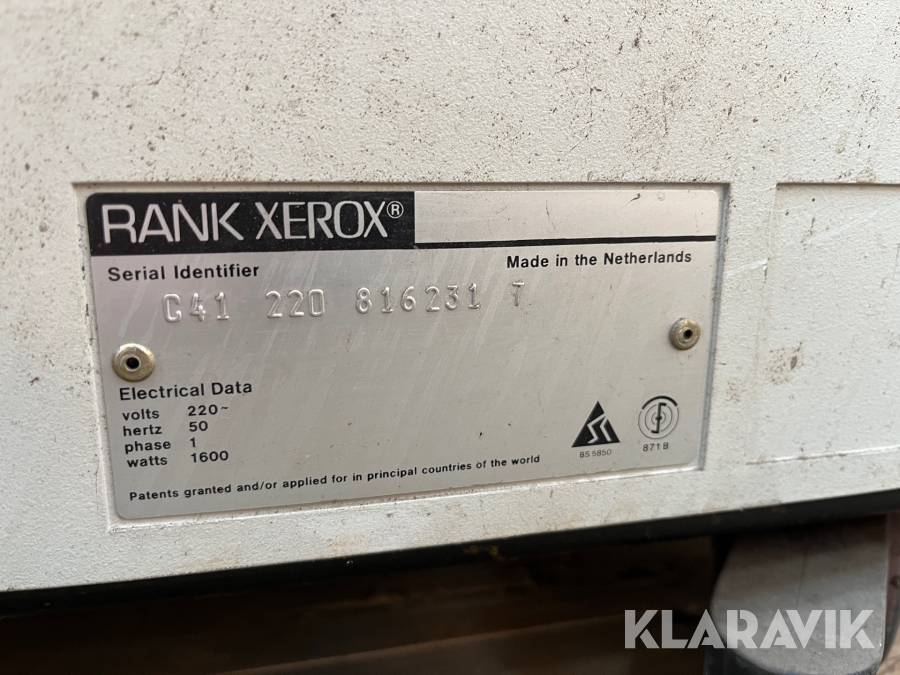 RANK XEROX®
Serial Identifier
Made in the Netherlands
C41 220 816231 T
Electrical Data
volts 220~
hertz 50
phase 1
watts 1600
BS 5850
871 B
Patents granted and/or applied for in principal countries of the world
KLARAVIK